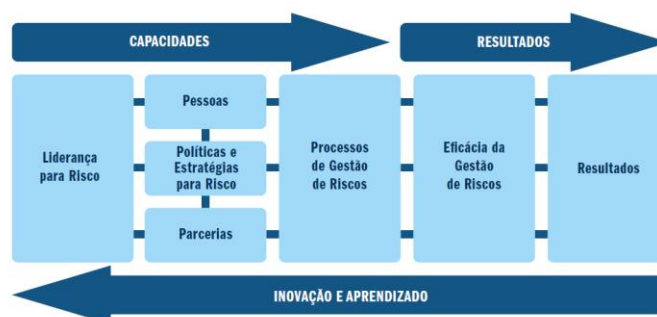 CAPACIDADES
RESULTADOS
Liderança
para Risco
Pessoas
Políticas e
Estratégias
para Risco
Parcerias
Processos
de Gestão
de Riscos
Eficácia da
Gestão
de Riscos
Resultados
INOVAÇÃO E APRENDIZADO